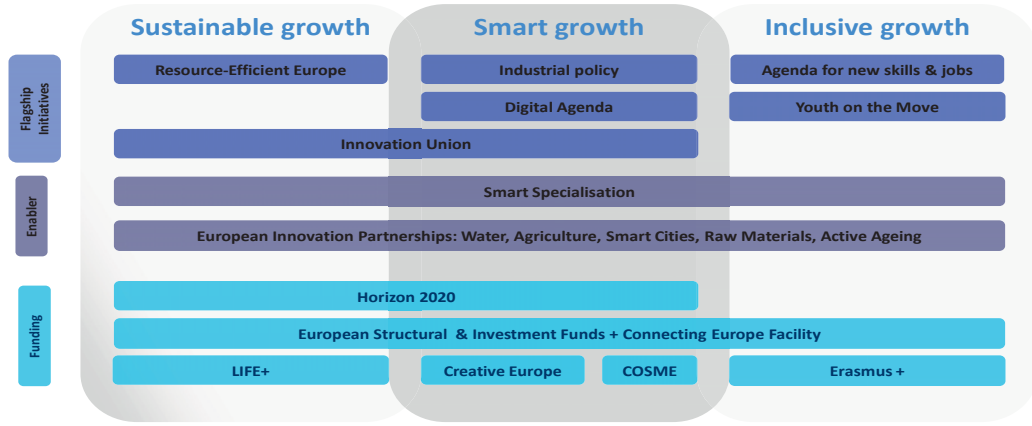 Sustainable growth
Smart growth
Inclusive growth
Flagship
Initiatives
Resource-Efficient Europe
Industrial policy
Agenda for new skills & jobs
Digital Agenda
Youth on the Move
Innovation Union
Enabler
Smart Specialisation
European Innovation Partnerships: Water, Agriculture, Smart Cities, Raw Materials, Active Ageing
Funding
Horizon 2020
European Structural & Investment Funds + Connecting Europe Facility
LIFE+
Creative Europe
COSME
Erasmus +